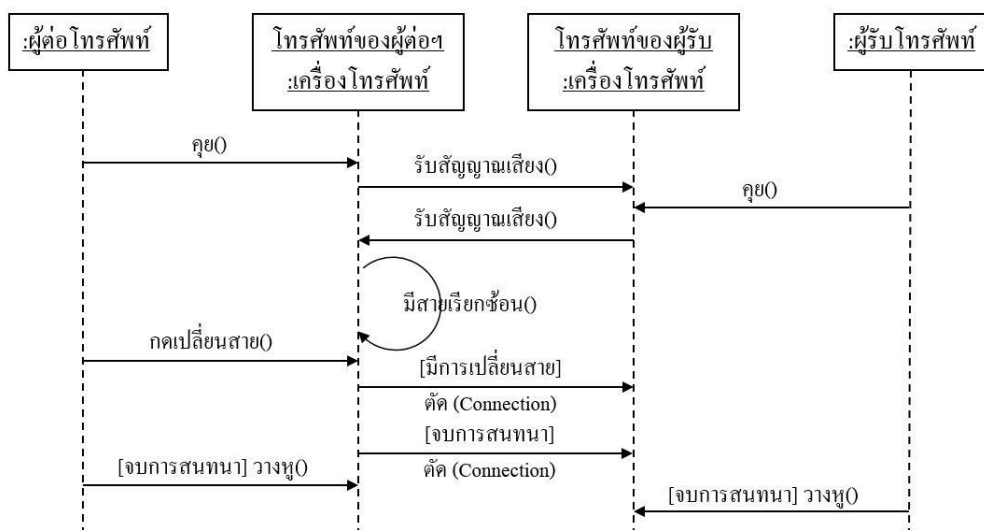 :ผู้ต่อโทรศัพท์
โทรศัพท์ของผู้ต่อฯ
:เครื่องโทรศัพท์
โทรศัพท์ของผู้รับ
:เครื่องโทรศัพท์
:ผู้รับโทรศัพท์
คุย()
รับสัญญาณเสียง()
คุย()
รับสัญญาณเสียง()
มีสายเรียกซ้อน()
กดเปลี่ยนสาย()
[มีการเปลี่ยนสาย]
ตัด (Connection)
[จบการสนทนา]
ตัด (Connection)
[จบการสนทนา] วางหู()
[จบการสนทนา] วางหู()